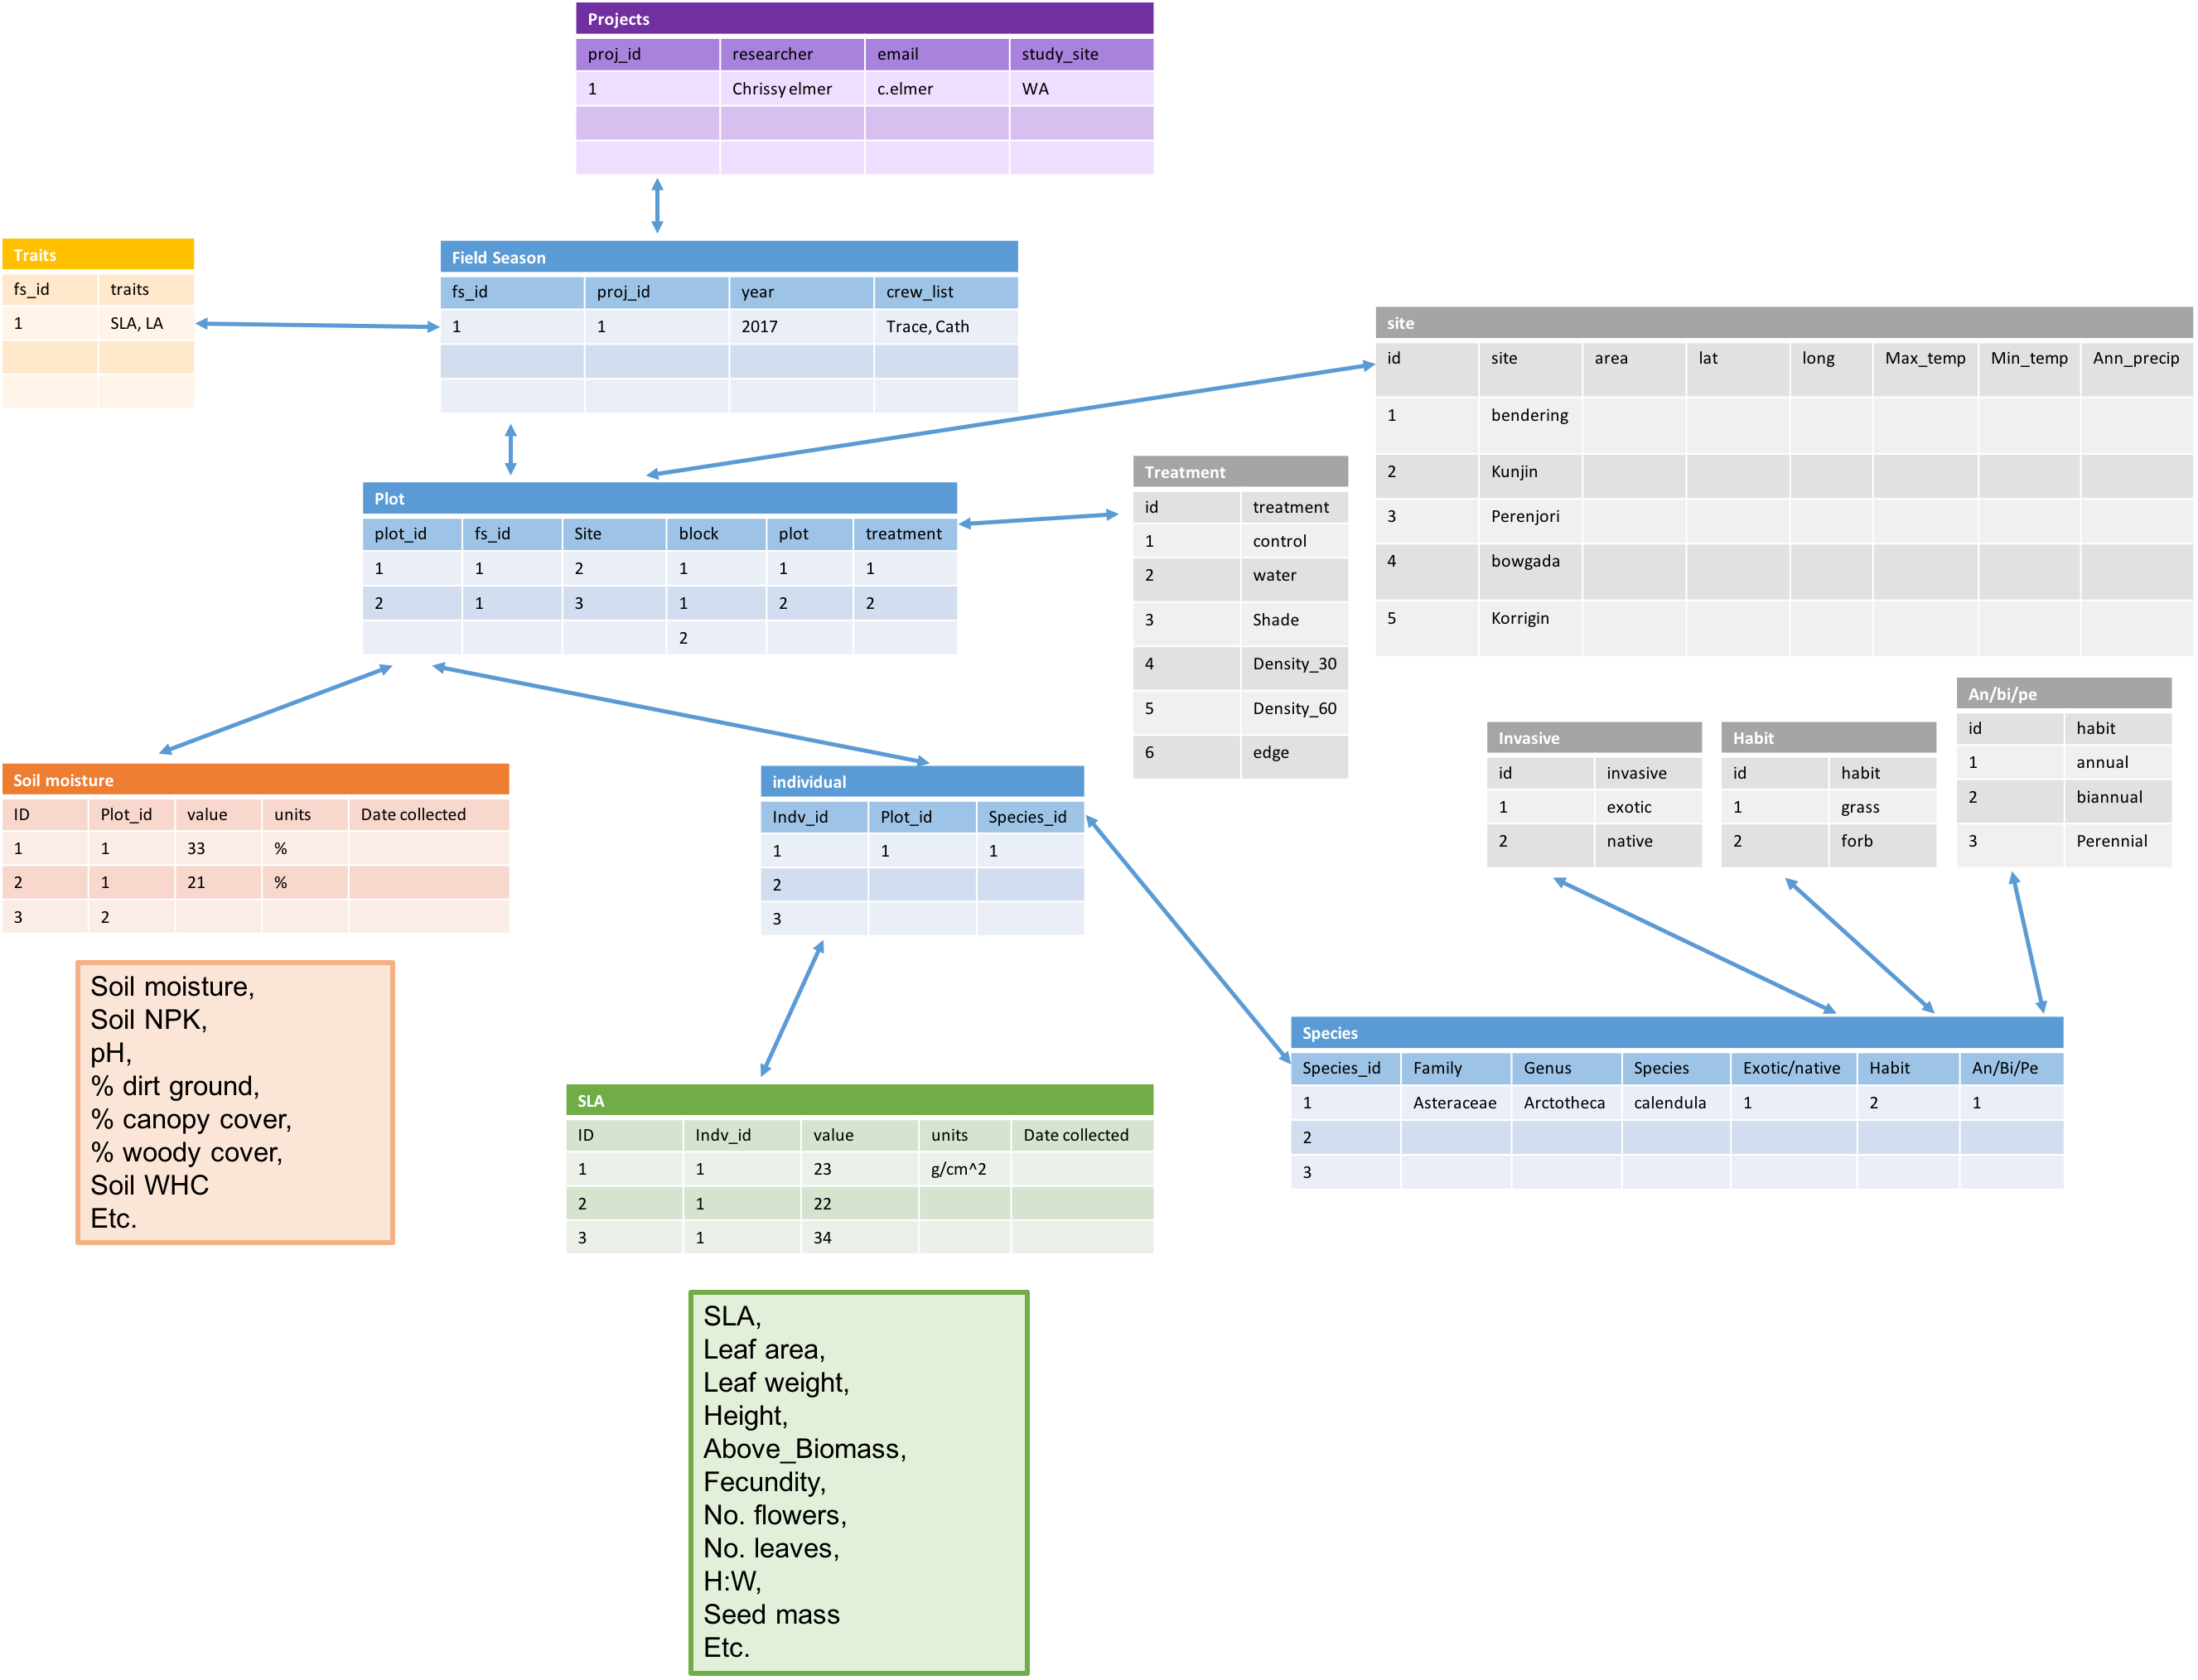 Projects
proj_id researcher email study_site
1 Chrissy elmer c.elmer WA
Traits
fs_id traits
1 SLA, LA
Field Season
fs_id proj_id year crew_list
1 1 2017 Trace, Cath
site
id site area lat long Max_temp Min_temp Ann_precip
1 bendering
2 Kunjin
3 Perenjori
4 bowgada
5 Korrigin
Plot
plot_id fs_id Site block plot treatment
1 1 2 1 1 1
2 1 3 1 2 2
2
Treatment
id treatment
1 control
2 water
3 Shade
4 Density_30
5 Density_60
6 edge
Invasive
id invasive
1 exotic
2 native
Habit
id habit
1 grass
2 forb
An/bi/pe
id habit
1 annual
2 biannual
3 Perennial
Soil moisture
ID Plot_id value units Date collected
1 1 33 %
2 1 21 %
3 2
Soil moisture,
Soil NPK,
pH,
% dirt ground,
% canopy cover,
% woody cover,
Soil WHC
Etc.
individual
Indv_id Plot_id Species_id
1 1 1
2
3
SLA
ID Indv_id value units Date collected
1 1 23 g/cm^2
2 1 22
3 1 34
Species
Species_id Family Genus Species Exotic/native Habit An/Bi/Pe
1 Asteraceae Arctotheca calendula 1 2 1
2
3
SLA,
Leaf area,
Leaf weight,
Height,
Above_Biomass,
Fecundity,
No. flowers,
No. leaves,
H:W,
Seed mass
Etc.